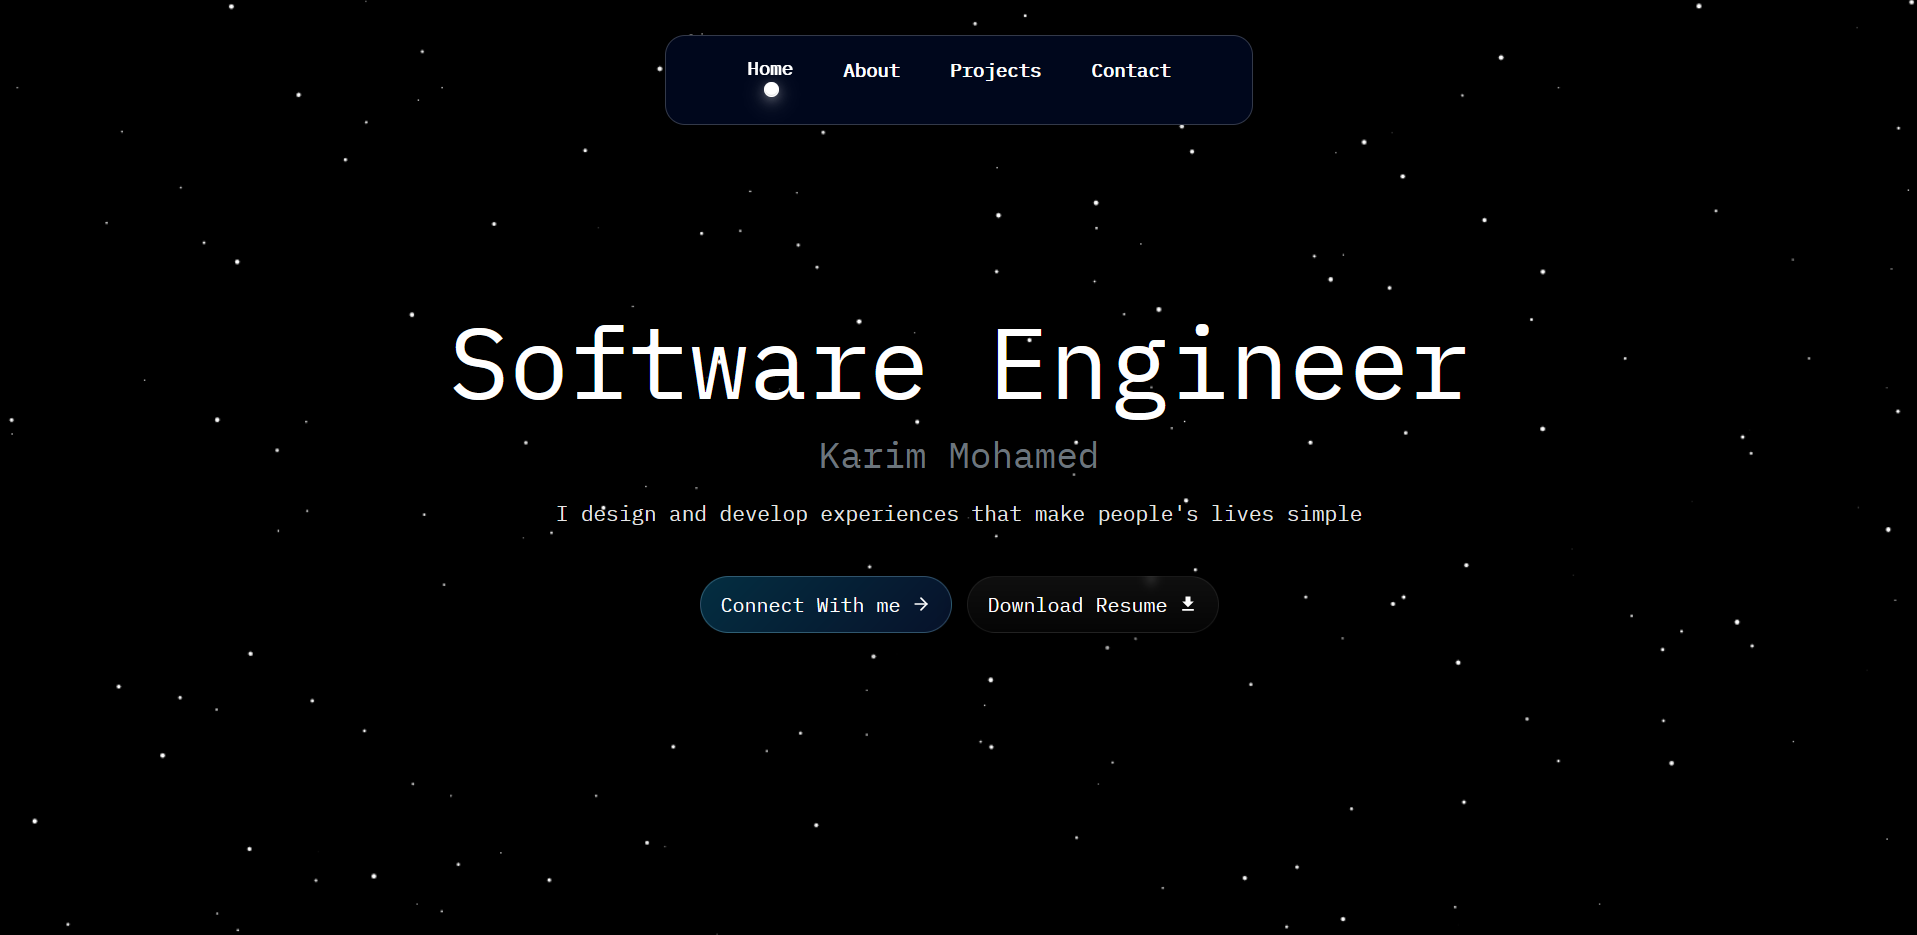 Home About Projects Contact
Software Engineer
Karim Mohamed
I design and develop experiences that make people's lives simple
Connect With me → Download Resume